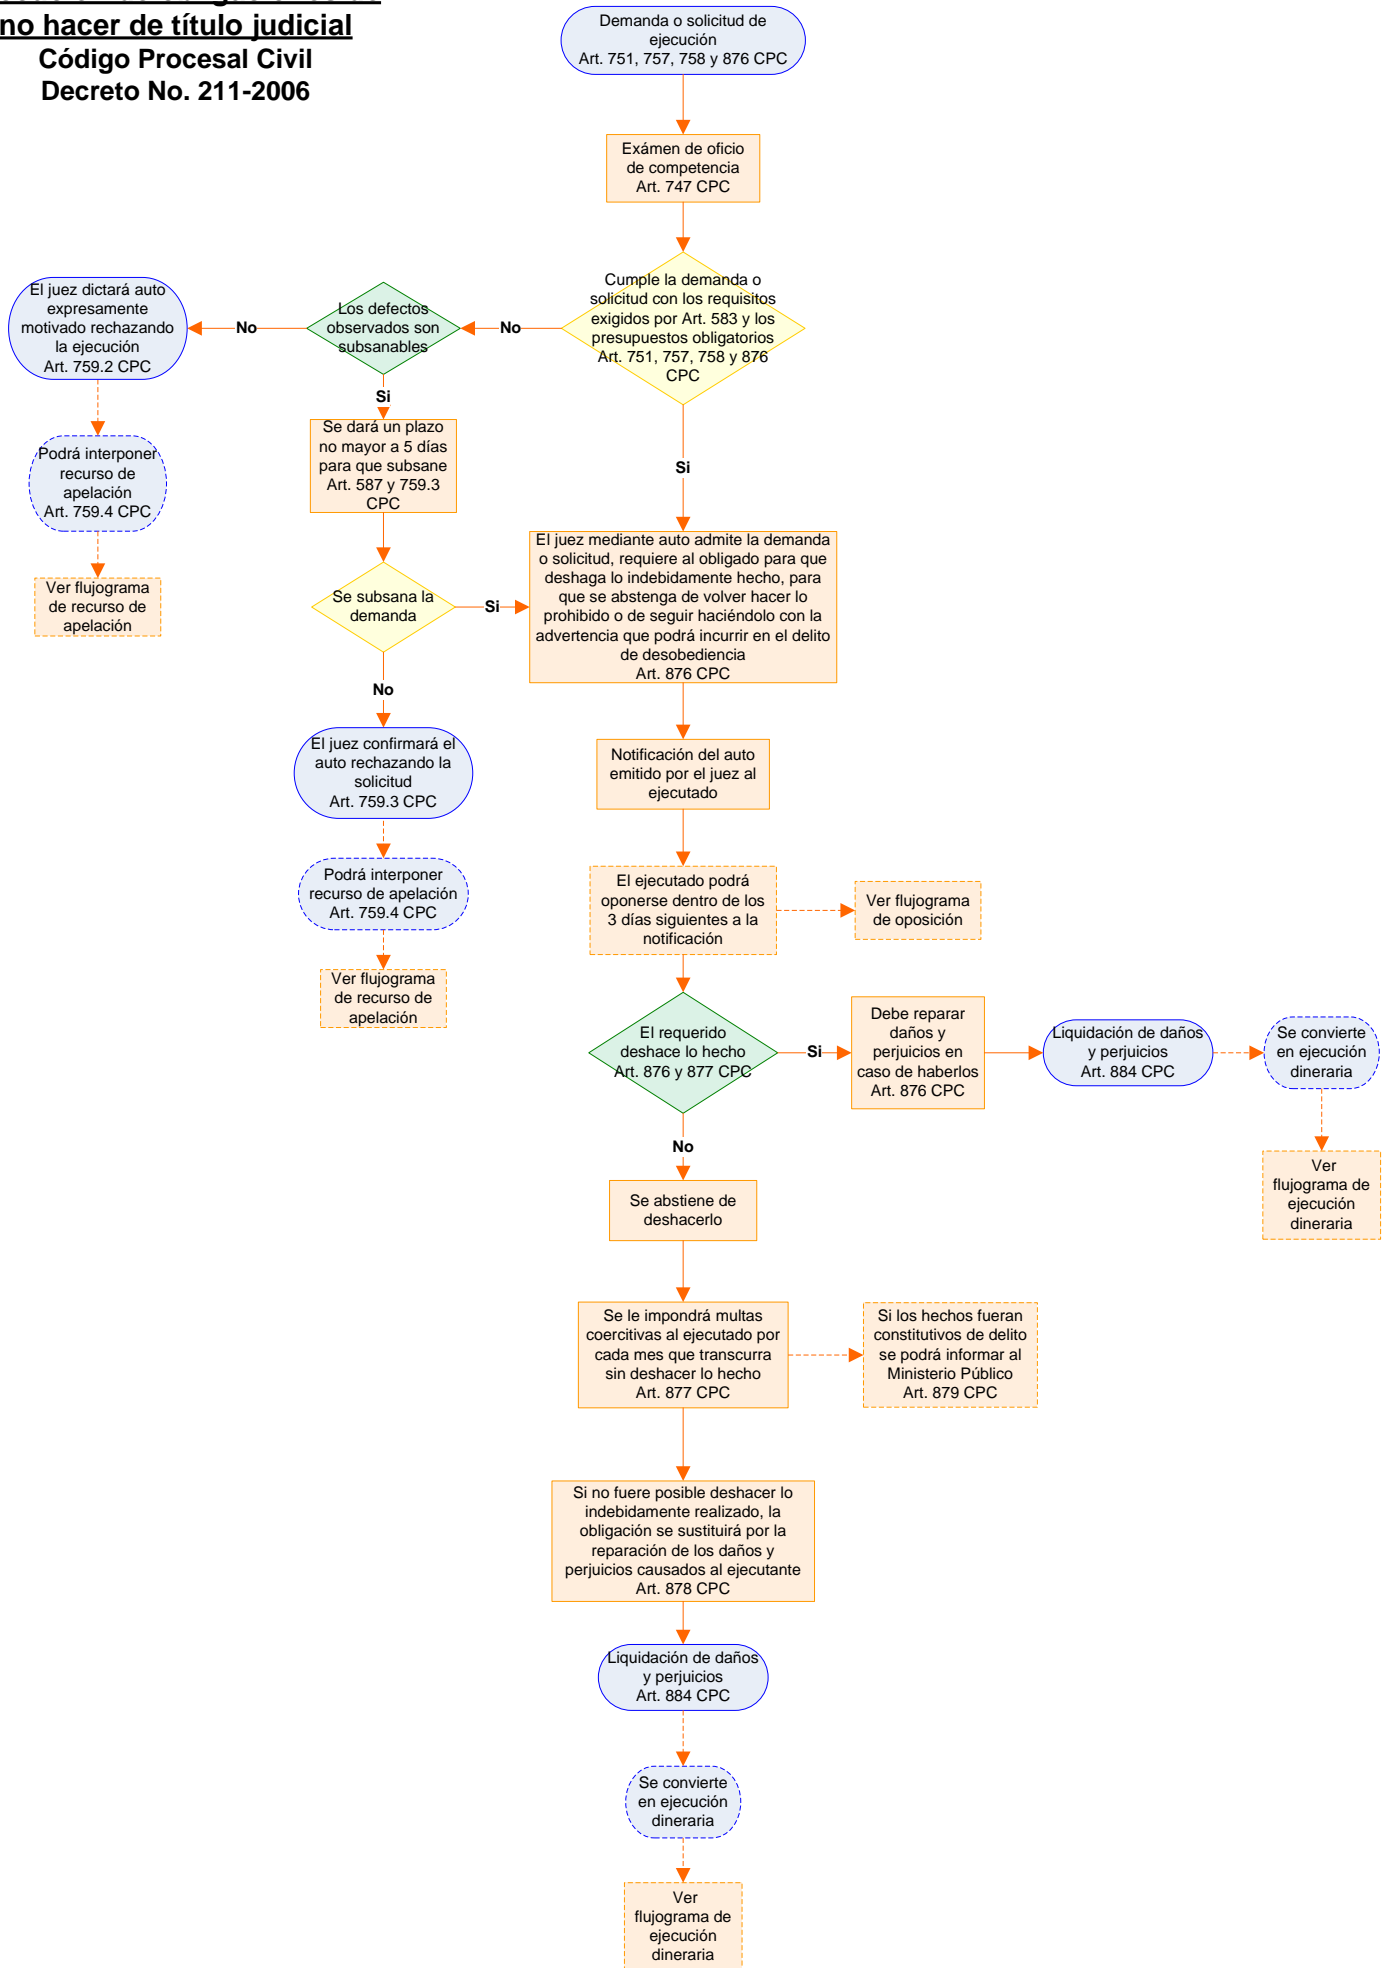 no hacer de título judicial
Código Procesal Civil
Decreto No. 211-2006
Demanda o solicitud de
ejecución
Art. 751, 757, 758 y 876 CPC
Exámen de oficio
de competencia
Art. 747 CPC
Cumple la demanda o
solicitud con los requisitos
exigidos por Art. 583 y los
presupuestos obligatorios
Art. 751, 757, 758 y 876
CPC
No
Los defectos
observados son
subsanables
No
El juez dictará auto
expresamente
motivado rechazando
la ejecución
Art. 759.2 CPC
Podrá interponer
recurso de
apelación
Art. 759.4 CPC
Ver flujograma
de recurso de
apelación
Si
Se dará un plazo
no mayor a 5 días
para que subsane
Art. 587 y 759.3
CPC
Se subsana la
demanda
Si
No
El juez confirmará el
auto rechazando la
solicitud
Art. 759.3 CPC
Podrá interponer
recurso de apelación
Art. 759.4 CPC
Ver flujograma
de recurso de
apelación
Si
El juez mediante auto admite la demanda
o solicitud, requiere al obligado para que
deshaga lo indebidamente hecho, para
que se abstenga de volver hacer lo
prohibido o de seguir haciéndolo con la
advertencia que podrá incurrir en el delito
de desobediencia
Art. 876 CPC
Notificación del auto
emitido por el juez al
ejecutado
El ejecutado podrá
oponerse dentro de los
3 días siguientes a la
notificación
Ver flujograma
de oposición
El requerido
deshace lo hecho
Art. 876 y 877 CPC
Si
Debe reparar
daños y
perjuicios en
caso de haberlos
Art. 876 CPC
Liquidación de daños
y perjuicios
Art. 884 CPC
Se convierte
en ejecución
dineraria
Ver
flujograma de
ejecución
dineraria
No
Se abstiene de
deshacerlo
Se le impondrá multas
coercitivas al ejecutado por
cada mes que transcurra
sin deshacer lo hecho
Art. 877 CPC
Si los hechos fueran
constitutivos de delito
se podrá informar al
Ministerio Público
Art. 879 CPC
Si no fuere posible deshacer lo
indebidamente realizado, la
obligación se sustituirá por la
reparación de los daños y
perjuicios causados al ejecutante
Art. 878 CPC
Liquidación de daños
y perjuicios
Art. 884 CPC
Se convierte
en ejecución
dineraria
Ver
flujograma de
ejecución
dineraria